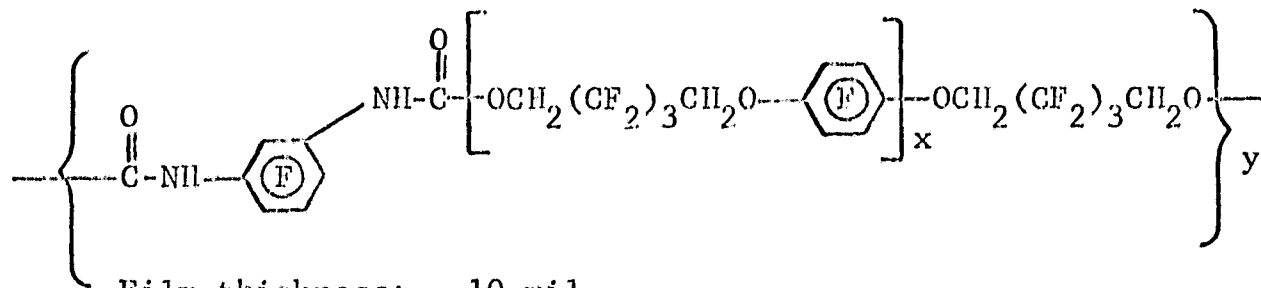 O O
C-NH- F NH-C OCH2(CF2)3CH2O F OCH2(CF2)3CH2O
x
y
Film thickness: 10 mil